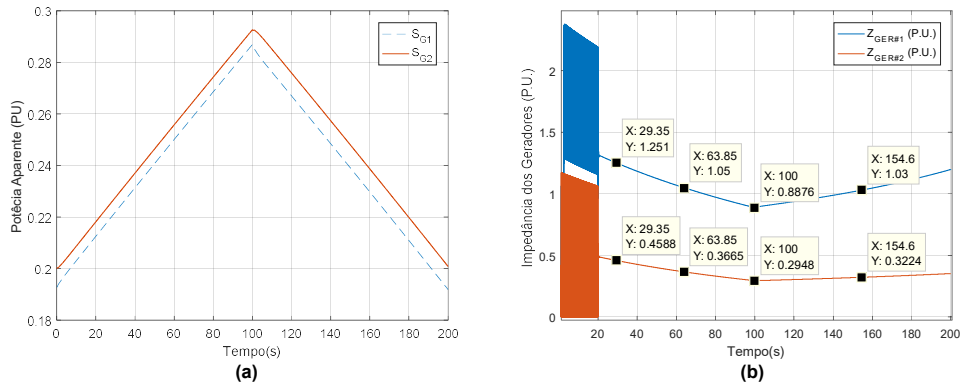 0.3
0.28
0.26
0.24
0.22
0.2
0.18
Potêcia Aparente (PU)
S_G1
S_G2
0 20 40 60 80 100 120 140 160 180 200
Tempo(s)
(a)
2
1.5
1
0.5
0
Impedância dos Geradores (P.U.)
Z_GER#1 (P.U.)
Z_GER#2 (P.U.)
X: 29.35
Y: 1.251
X: 63.85
Y: 1.05
X: 100
Y: 0.8876
X: 154.6
Y: 1.03
X: 29.35
Y: 0.4588
X: 63.85
Y: 0.3665
X: 100
Y: 0.2948
X: 154.6
Y: 0.3224
20 40 60 80 100 120 140 160 180 200
Tempo(s)
(b)